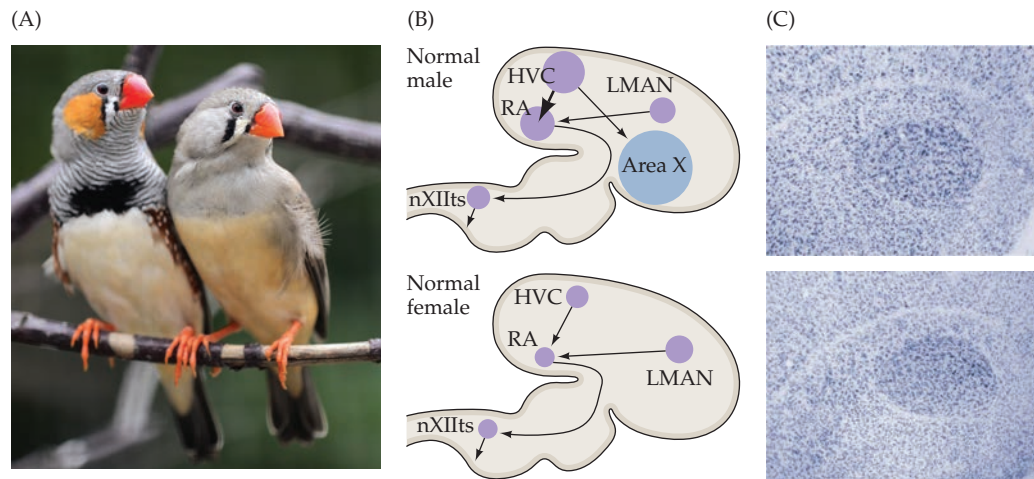 (A)
(B)
(C)
Normal
male
HVC
LMAN
RA
Area X
nXIIts
Normal
female
HVC
RA
LMAN
nXIIts